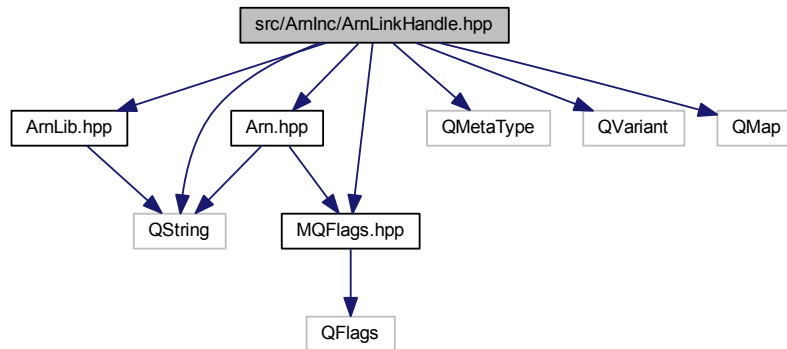 src/ArnInc/ArnLinkHandle.hpp
ArnLib.hpp
Arn.hpp
QMetaType
QVariant
QMap
QString
MQFlags.hpp
QFlags